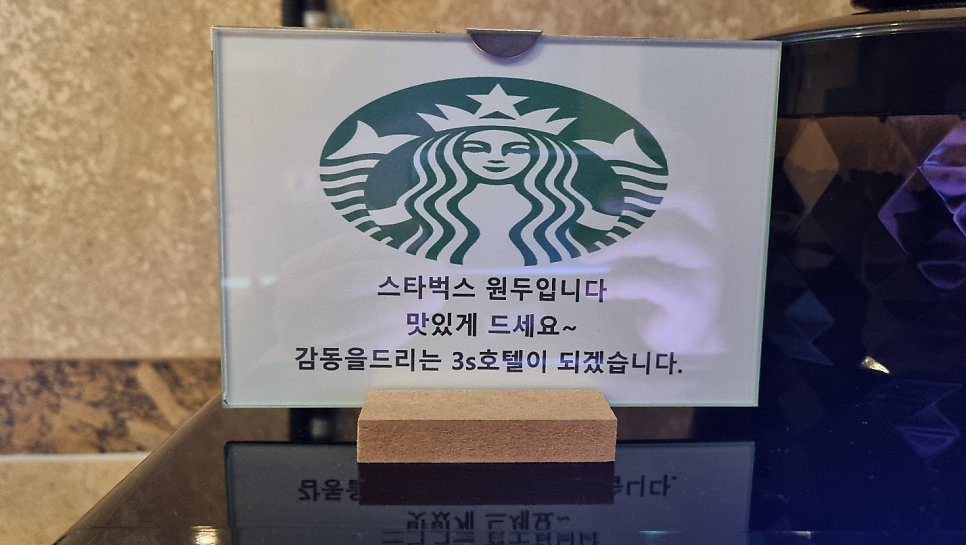 스타벅스 원두입니다
맛있게 드세요~
감동을드리는 3s호텔이 되겠습니다.